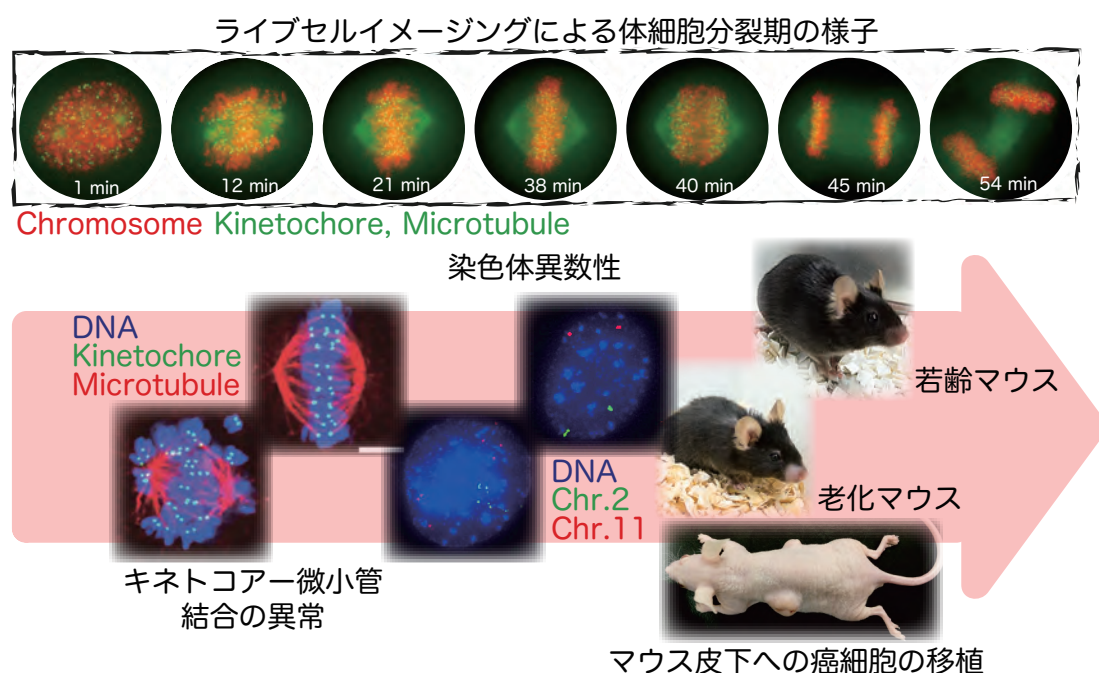 ライブセルイメージングによる体細胞分裂期の様子
1 min
12 min
21 min
38 min
40 min
45 min
54 min
Chromosome Kinetochore, Microtubule
染色体異数性
DNA
Kinetochore
Microtubule
若齢マウス
DNA
Chr.2
Chr.11
老化マウス
キネトコアー微小管
結合の異常
マウス皮下への癌細胞の移植